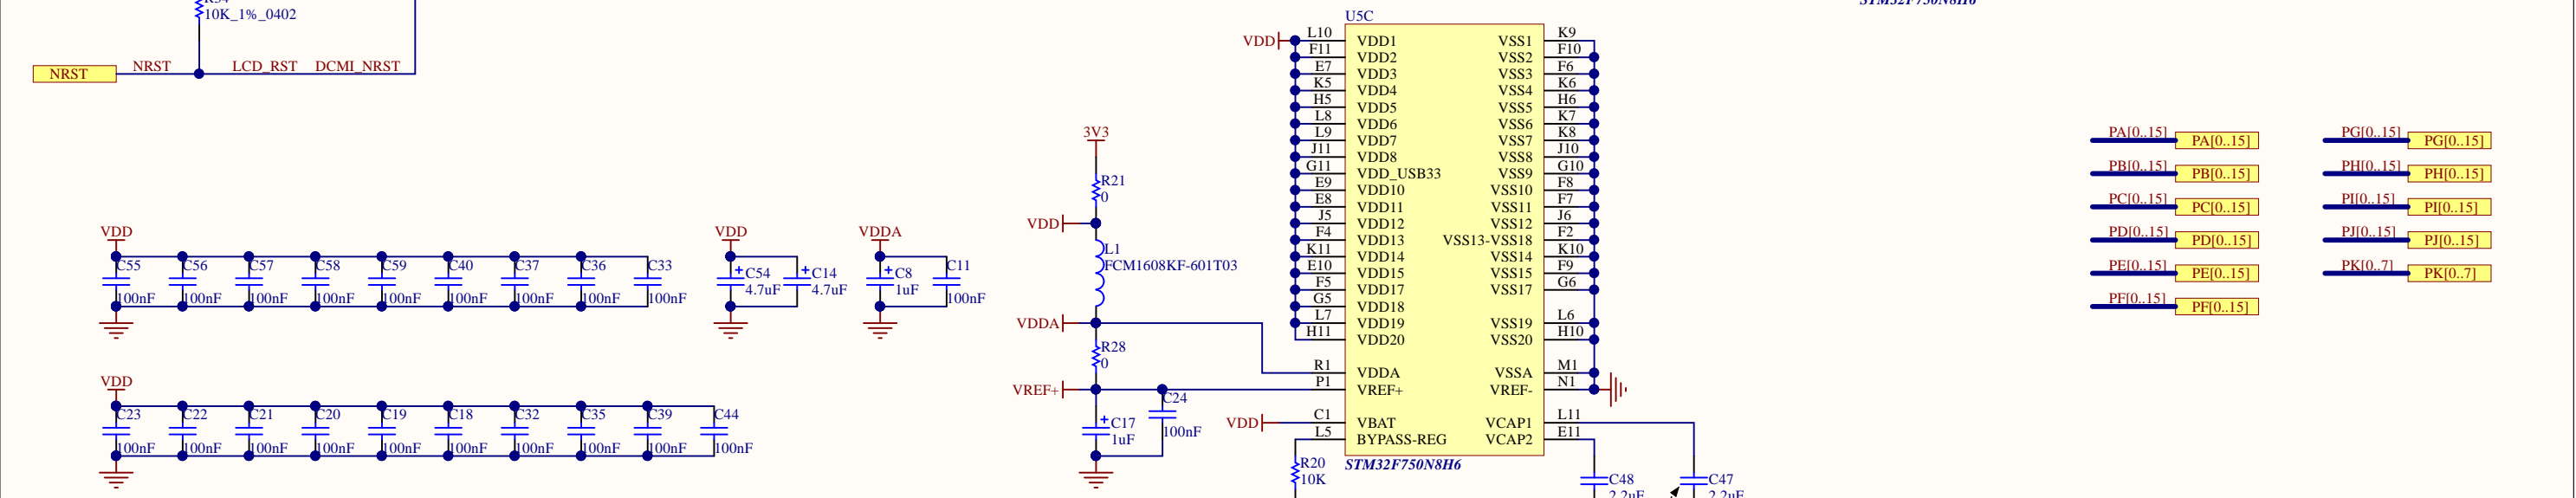 10K_1%_0402
STM32F750N8H6
NRST
NRST
LCD_RST
DCMI_NRST
VDD
C55
100nF
C56
100nF
C57
100nF
C58
100nF
C59
100nF
C40
100nF
C37
100nF
C36
100nF
C33
100nF
VDD
C54
4.7uF
C14
4.7uF
VDDA
C8
1uF
C11
100nF
VDD
C23
100nF
C22
100nF
C21
100nF
C20
100nF
C19
100nF
C18
100nF
C32
100nF
C35
100nF
C39
100nF
C44
100nF
3V3
R21
0
VDD
L1
FCM1608KF-601T03
VDDA
R28
0
VREF+
C17
1uF
C24
100nF
U5C
VDD
L10 VDD1 VSS1 K9
F11 VDD2 VSS2 F10
E7 VDD3 VSS3 F6
K5 VDD4 VSS4 K6
H5 VDD5 VSS5 H6
L8 VDD6 VSS6 K7
L9 VDD7 VSS7 K8
J11 VDD8 VSS8 J10
G11 VDD_USB33 VSS9 G10
E9 VDD10 VSS10 F8
E8 VDD11 VSS11 F7
J5 VDD12 VSS12 J6
F4 VDD13 VSS13-VSS18 F2
K11 VDD14 VSS14 K10
E10 VDD15 VSS15 F9
F5 VDD17 VSS17 G6
G5 VDD18
L7 VDD19 VSS19 L6
H11 VDD20 VSS20 H10
R1 VDDA VSSA M1
P1 VREF+ VREF- N1
VDD
C1 VBAT VCAP1 L11
L5 BYPASS-REG VCAP2 E11
STM32F750N8H6
R20
10K
C48
2.2uF
C47
2.2uF
PA[0..15] PA[0..15]
PB[0..15] PB[0..15]
PC[0..15] PC[0..15]
PD[0..15] PD[0..15]
PE[0..15] PE[0..15]
PF[0..15] PF[0..15]
PG[0..15] PG[0..15]
PH[0..15] PH[0..15]
PI[0..15] PI[0..15]
PJ[0..15] PJ[0..15]
PK[0..7] PK[0..7]